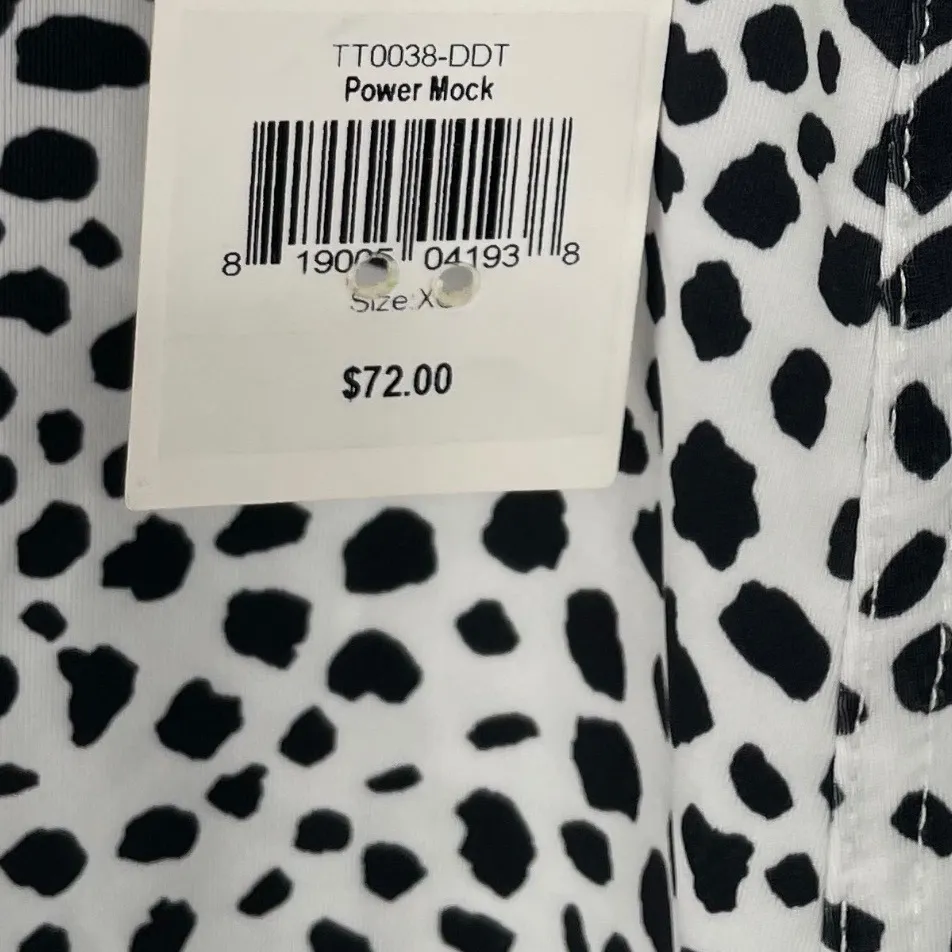 TT0038-DDT
Power Mock
8 19005 04193 8
Size:
$72.00